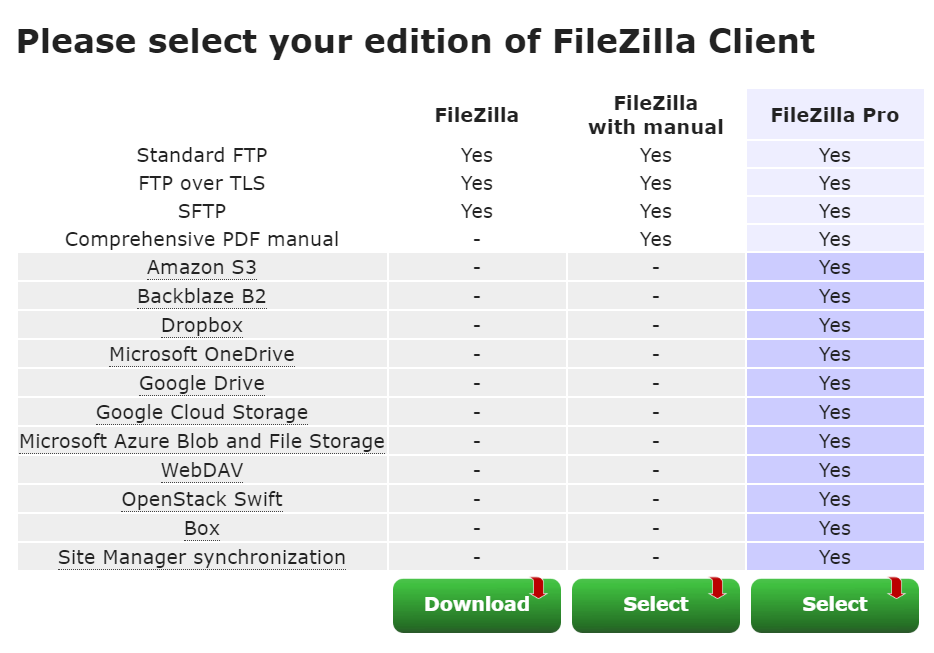 Please select your edition of FileZilla Client
FileZilla FileZilla with manual FileZilla Pro
Standard FTP Yes Yes Yes
FTP over TLS Yes Yes Yes
SFTP Yes Yes Yes
Comprehensive PDF manual - Yes Yes
Amazon S3 - - Yes
Backblaze B2 - - Yes
Dropbox - - Yes
Microsoft OneDrive - - Yes
Google Drive - - Yes
Google Cloud Storage - - Yes
Microsoft Azure Blob and File Storage - - Yes
WebDAV - - Yes
OpenStack Swift - - Yes
Box - - Yes
Site Manager synchronization - - Yes
Download Select Select